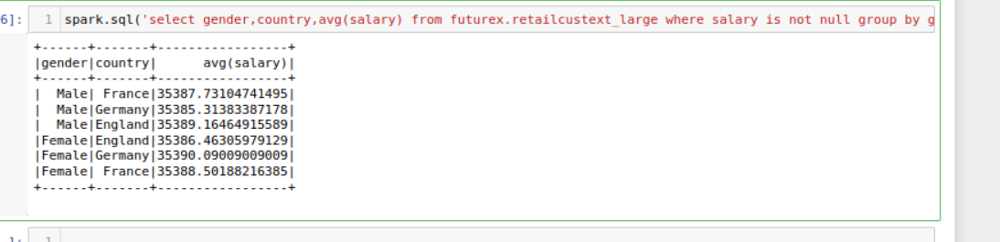 6]: 1 spark.sql('select gender,country,avg(salary) from futurex.retailcustext_large where salary is not null group by g
+------+-------+-----------------+
|gender|country|      avg(salary)|
+------+-------+-----------------+
|  Male| France|35387.73104741495|
|  Male|Germany|35385.31383387178|
|  Male|England|35389.16464915589|
|Female|England|35386.46305979129|
|Female|Germany|35390.09009009009|
|Female| France|35388.50188216385|
+------+-------+-----------------+
]: 1